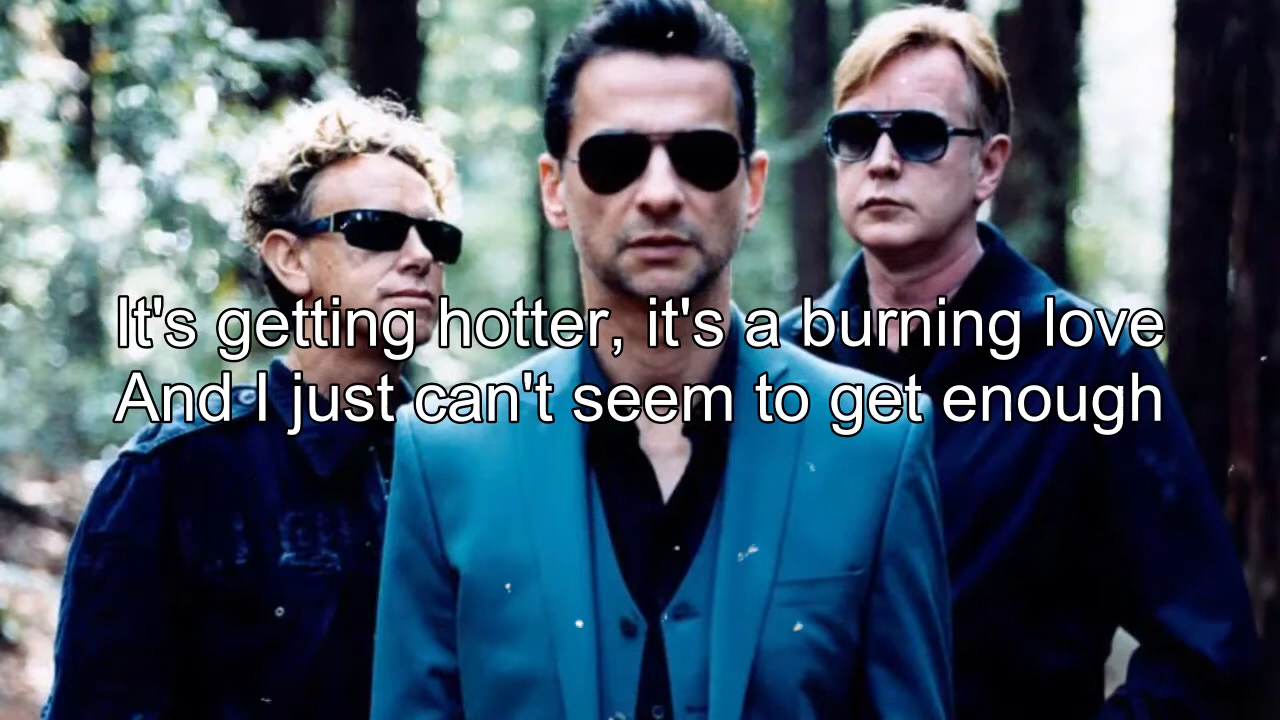 It's getting hotter, it's a burning love
And I just can't seem to get enough